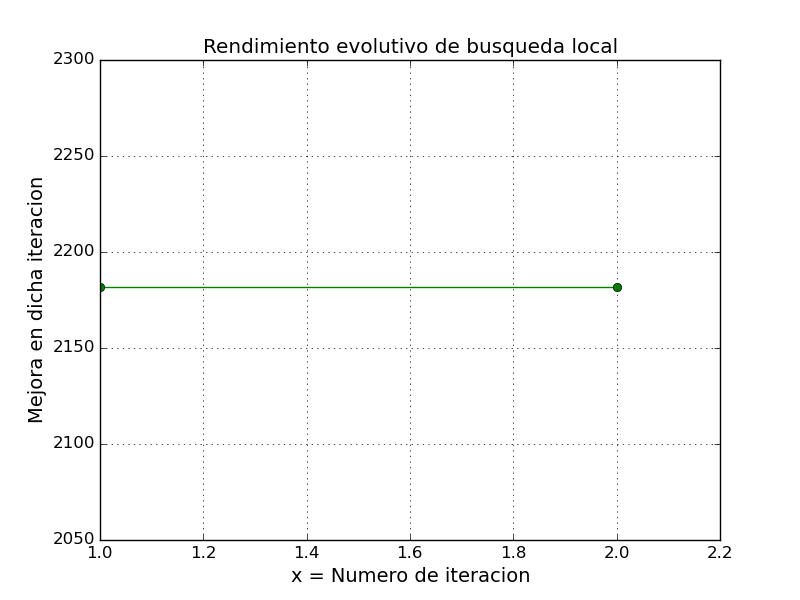 Rendimiento evolutivo de busqueda local
2300
2250
2200
2150
2100
2050
Mejora en dicha iteracion
1.0 1.2 1.4 1.6 1.8 2.0 2.2
x = Numero de iteracion